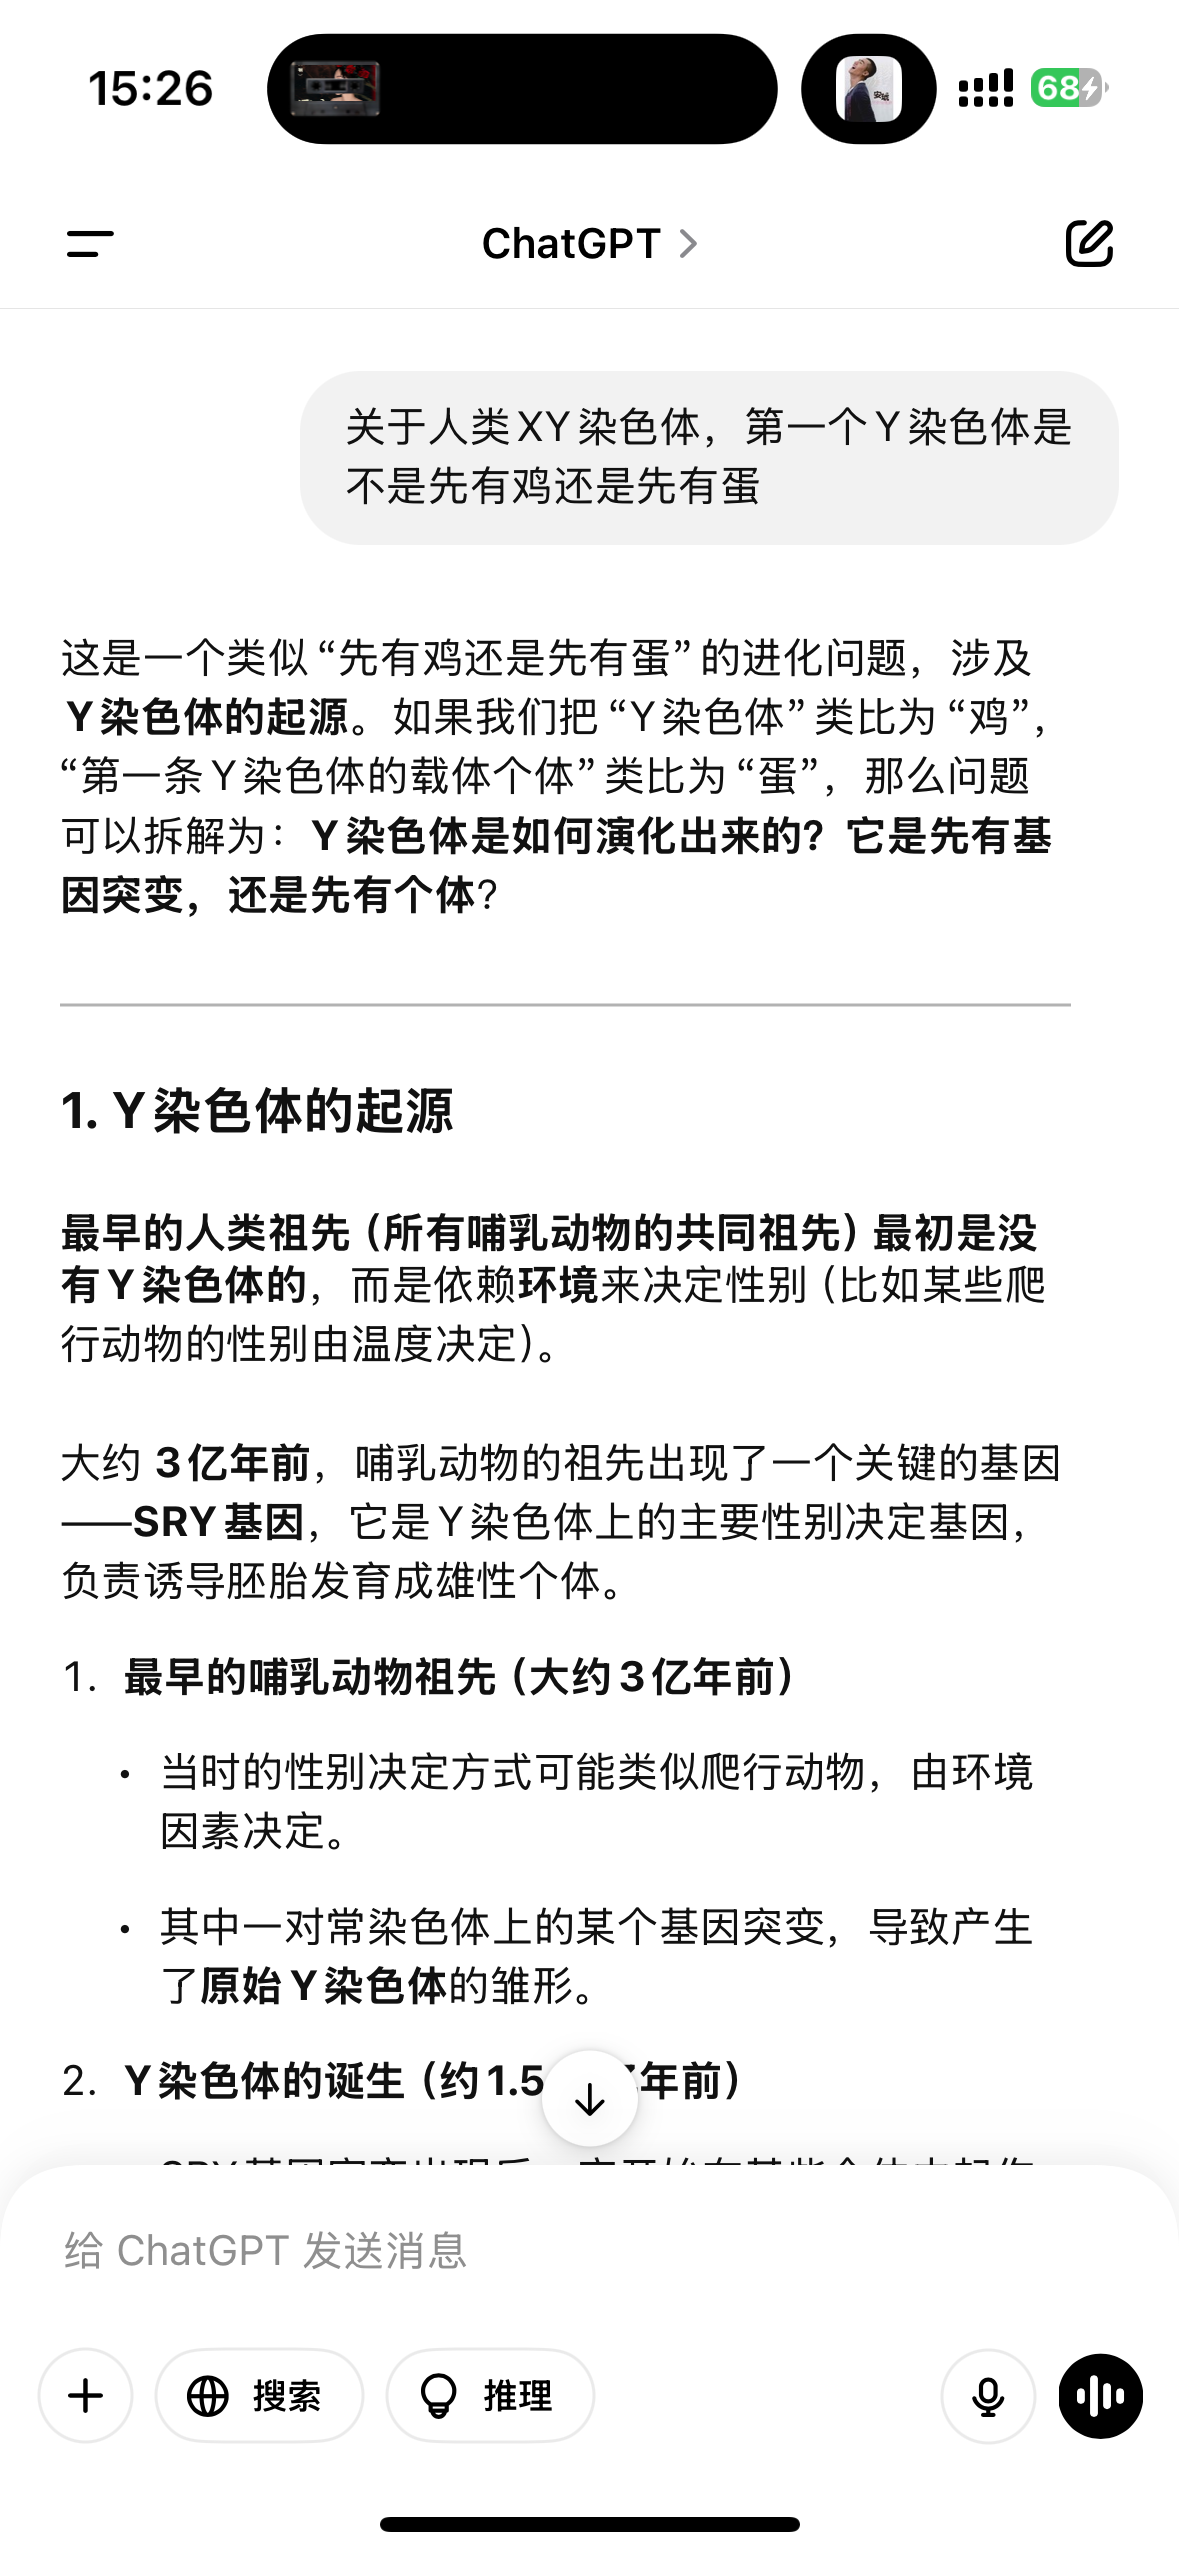 15:26
安城
68
ChatGPT
关于人类XY染色体，第一个Y染色体是
不是先有鸡还是先有蛋
这是一个类似“先有鸡还是先有蛋”的进化问题，涉及
Y染色体的起源。如果我们把“Y染色体”类比为“鸡”，
“第一条Y染色体的载体个体”类比为“蛋”，那么问题
可以拆解为：Y染色体是如何演化出来的？它是先有基
因突变，还是先有个体？
1. Y染色体的起源
最早的人类祖先（所有哺乳动物的共同祖先）最初是没
有Y染色体的，而是依赖环境来决定性别（比如某些爬
行动物的性别由温度决定）。
大约 3亿年前，哺乳动物的祖先出现了一个关键的基因
——SRY基因，它是Y染色体上的主要性别决定基因，
负责诱导胚胎发育成雄性个体。
1. 最早的哺乳动物祖先（大约3亿年前）
• 当时的性别决定方式可能类似爬行动物，由环境
因素决定。
• 其中一对常染色体上的某个基因突变，导致产生
了原始Y染色体的雏形。
2. Y染色体的诞生（约1.5 年前）
给 ChatGPT 发送消息
搜索
推理